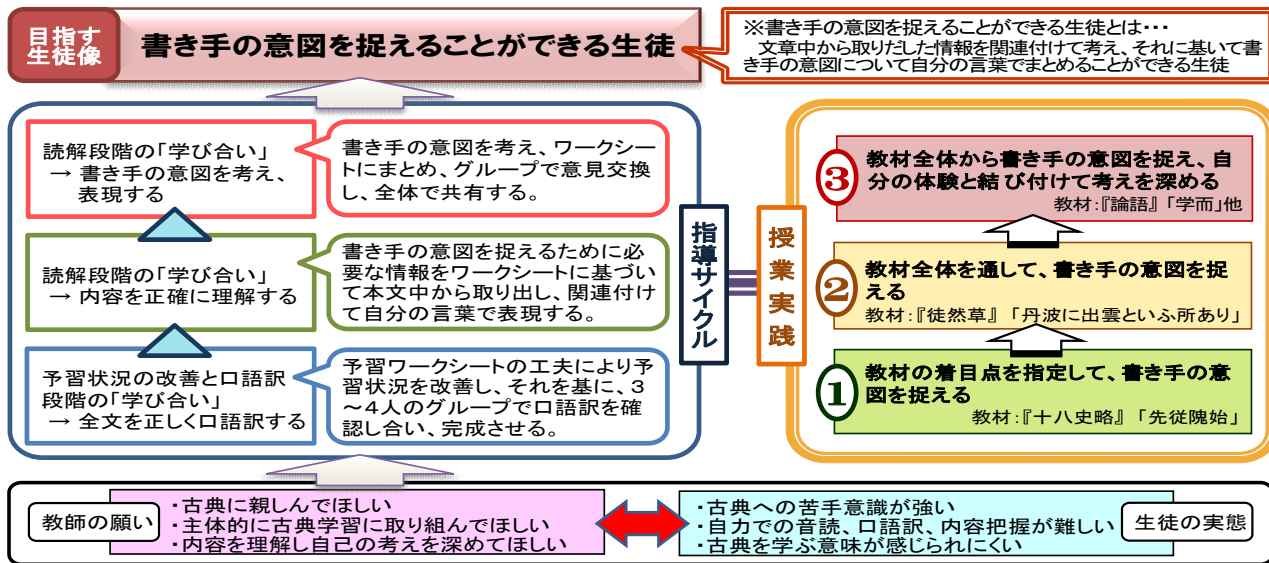 目指す
生徒像
書き手の意図を捉えることができる生徒
※書き手の意図を捉えることができる生徒とは・・・
文章中から取りだした情報を関連付けて考え、それに基いて書
き手の意図について自分の言葉でまとめることができる生徒
読解段階の「学び合い」
→ 書き手の意図を考え、
表現する
書き手の意図を考え、ワークシー
トにまとめ、グループで意見交換
し、全体で共有する。
読解段階の「学び合い」
→ 内容を正確に理解する
書き手の意図を捉えるために必
要な情報をワークシートに基づい
て本文中から取り出し、関連付け
て自分の言葉で表現する。
予習状況の改善と口語訳
段階の「学び合い」
→ 全文を正しく口語訳する
予習ワークシートの工夫により予
習状況を改善し、それを基に、３
～４人のグループで口語訳を確
認し合い、完成させる。
指導サイクル
授業実践
3
教材全体から書き手の意図を捉え、自
分の体験と結び付けて考えを深める
教材：『論語』「学而」他
2
教材全体を通して、書き手の意図を捉
える
教材：『徒然草』「丹波に出雲といふ所あり」
1
教材の着目点を指定して、書き手の意
図を捉える
教材：『十八史略』「先従隗始」
教師の願い
・古典に親しんでほしい
・主体的に古典学習に取り組んでほしい
・内容を理解し自己の考えを深めてほしい
・古典への苦手意識が強い
・自力での音読、口語訳、内容把握が難しい
・古典を学ぶ意味が感じられにくい
生徒の実態